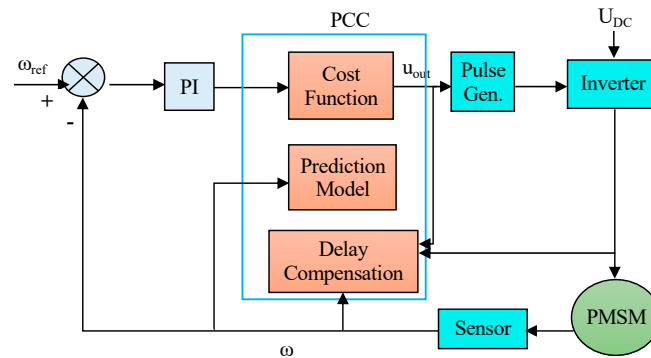 PCC
U_DC
ω_ref
+
-
PI
Cost
Function
u_out
Pulse
Gen.
Inverter
Prediction
Model
Delay
Compensation
PMSM
Sensor
ω